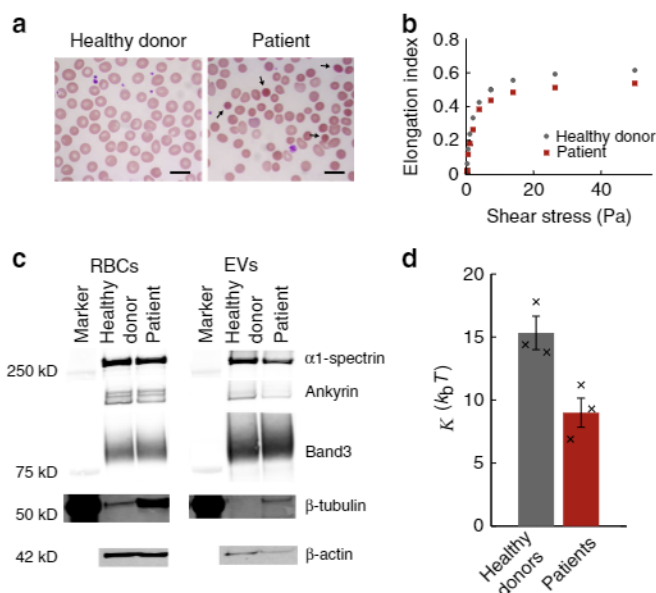 a
Healthy donor
Patient
b
Elongation index
0.8
0.6
0.4
0.2
0
0
20
40
Healthy donor
Patient
Shear stress (Pa)
c
RBCs
EVs
Marker
Healthy
donor
Patient
Marker
Healthy
donor
Patient
250 kD
75 kD
50 kD
42 kD
α1-spectrin
Ankyrin
Band3
β-tubulin
β-actin
d
K (kbT)
20
15
10
5
0
Healthy
donors
Patients